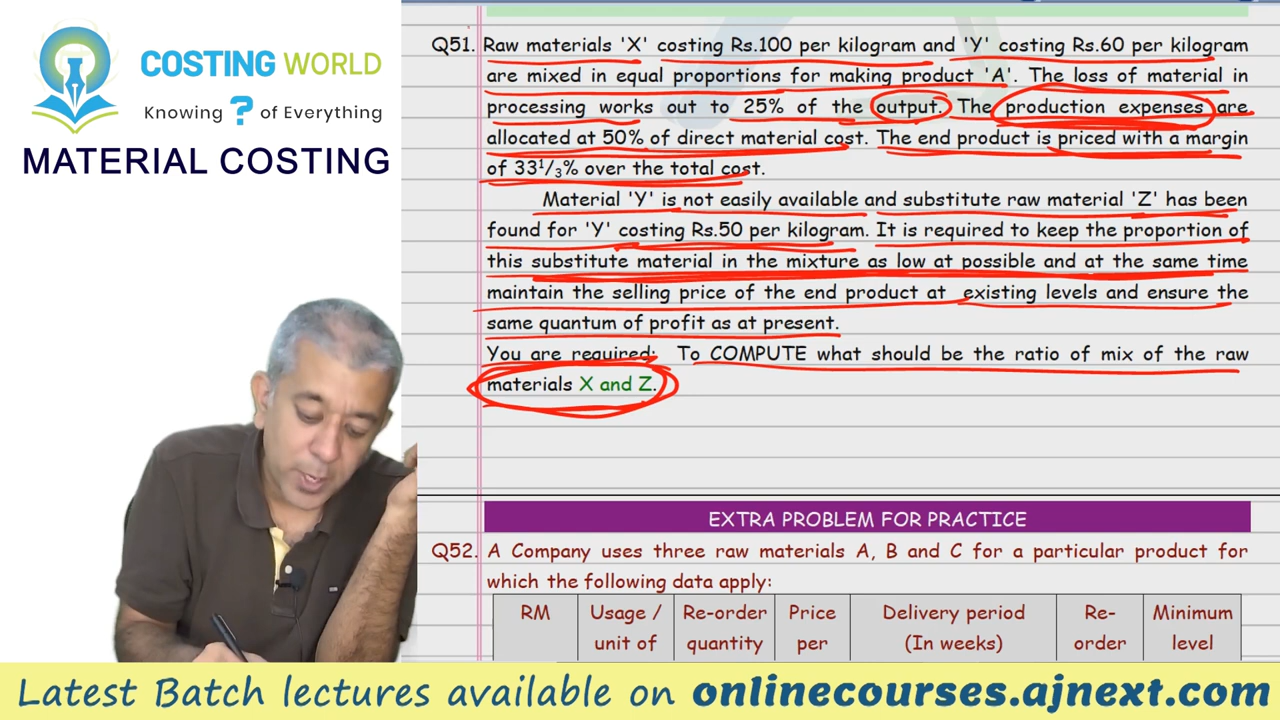 COSTING WORLD
Knowing ? of Everything
MATERIAL COSTING
Q51. Raw materials 'X' costing Rs.100 per kilogram and 'Y' costing Rs.60 per kilogram
are mixed in equal proportions for making product 'A'. The loss of material in
processing works out to 25% of the output. The production expenses are
allocated at 50% of direct material cost. The end product is priced with a margin
of 33 1/3% over the total cost.
Material 'Y' is not easily available and substitute raw material 'Z' has been
found for 'Y' costing Rs.50 per kilogram. It is required to keep the proportion of
this substitute material in the mixture as low at possible and at the same time
maintain the selling price of the end product at existing levels and ensure the
same quantum of profit as at present.
You are required: To COMPUTE what should be the ratio of mix of the raw
materials X and Z.
EXTRA PROBLEM FOR PRACTICE
Q52. A Company uses three raw materials A, B and C for a particular product for
which the following data apply:
RM Usage / Re-order Price Delivery period Re- Minimum
unit of quantity per (In weeks) order level
Latest Batch lectures available on onlinecourses.ajnext.com